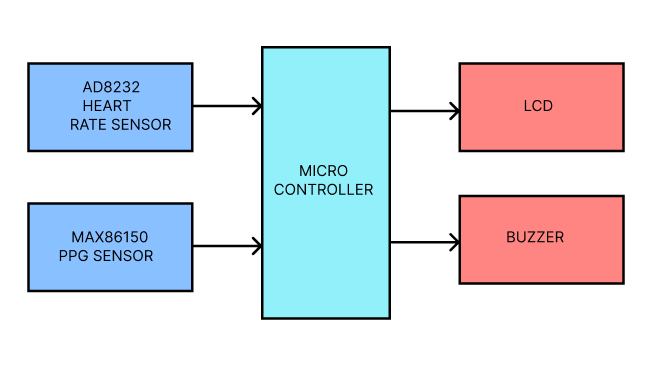 AD8232
HEART
RATE SENSOR
MAX86150
PPG SENSOR
MICRO
CONTROLLER
LCD
BUZZER